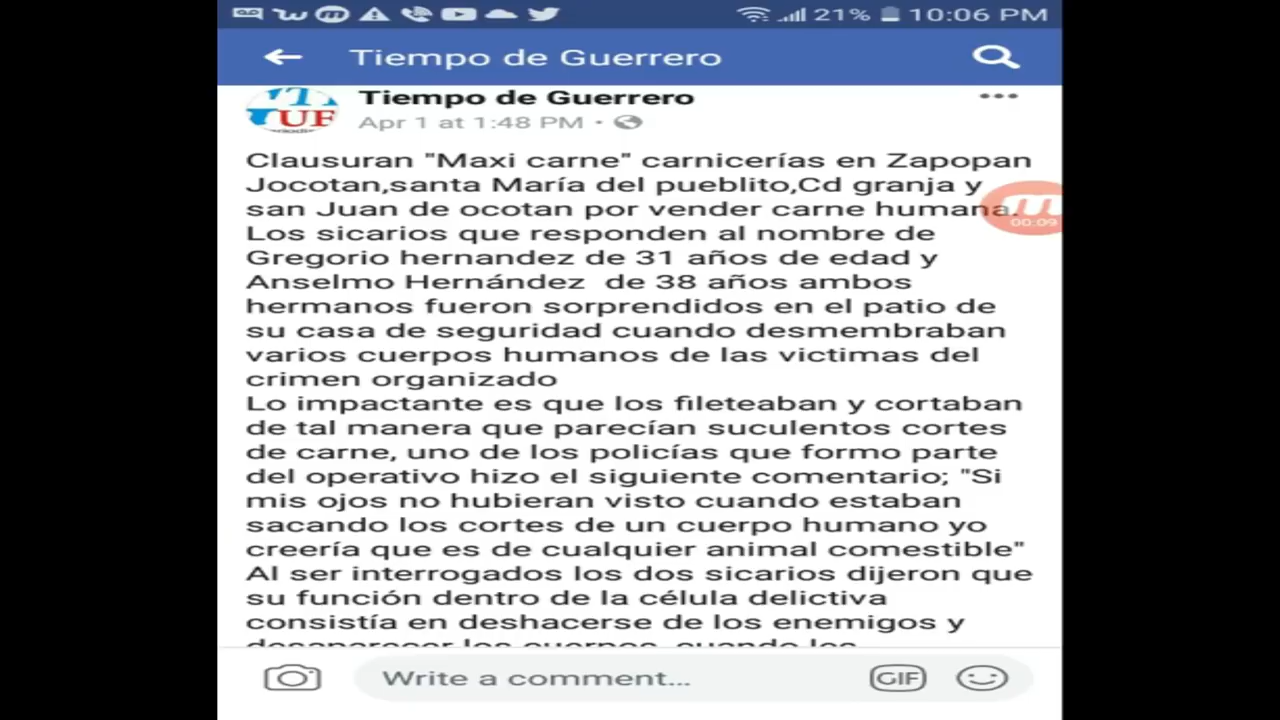 21% 10:06 PM
Tiempo de Guerrero
Tiempo de Guerrero
UF
Apr 1 at 1:48 PM ·
Clausuran "Maxi carne" carnicerías en Zapopan
Jocotan,santa María del pueblito,Cd granja y
san Juan de ocotan por vender carne humana.
00:09
Los sicarios que responden al nombre de
Gregorio hernandez de 31 años de edad y
Anselmo Hernández de 38 años ambos
hermanos fueron sorprendidos en el patio de
su casa de seguridad cuando desmembraban
varios cuerpos humanos de las victimas del
crimen organizado
Lo impactante es que los fileteaban y cortaban
de tal manera que parecían suculentos cortes
de carne, uno de los policías que formo parte
del operativo hizo el siguiente comentario; "Si
mis ojos no hubieran visto cuando estaban
sacando los cortes de un cuerpo humano yo
creería que es de cualquier animal comestible"
Al ser interrogados los dos sicarios dijeron que
su función dentro de la célula delictiva
consistía en deshacerse de los enemigos y
desaparecer los cuerpos, cuando los
Write a comment...
GIF